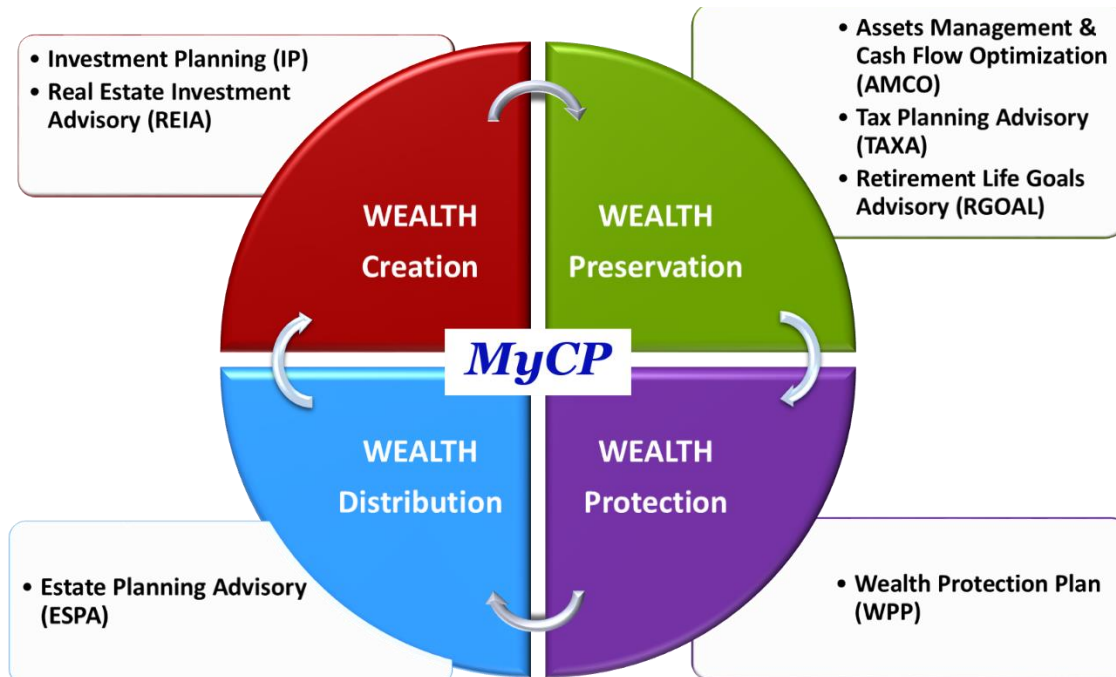 • Investment Planning (IP)
• Real Estate Investment
Advisory (REIA)
• Assets Management &
Cash Flow Optimization
(AMCO)
• Tax Planning Advisory
(TAXA)
• Retirement Life Goals
Advisory (RGOAL)
WEALTH
Creation
WEALTH
Preservation
MyCP
WEALTH
Distribution
WEALTH
Protection
• Estate Planning Advisory
(ESPA)
• Wealth Protection Plan
(WPP)